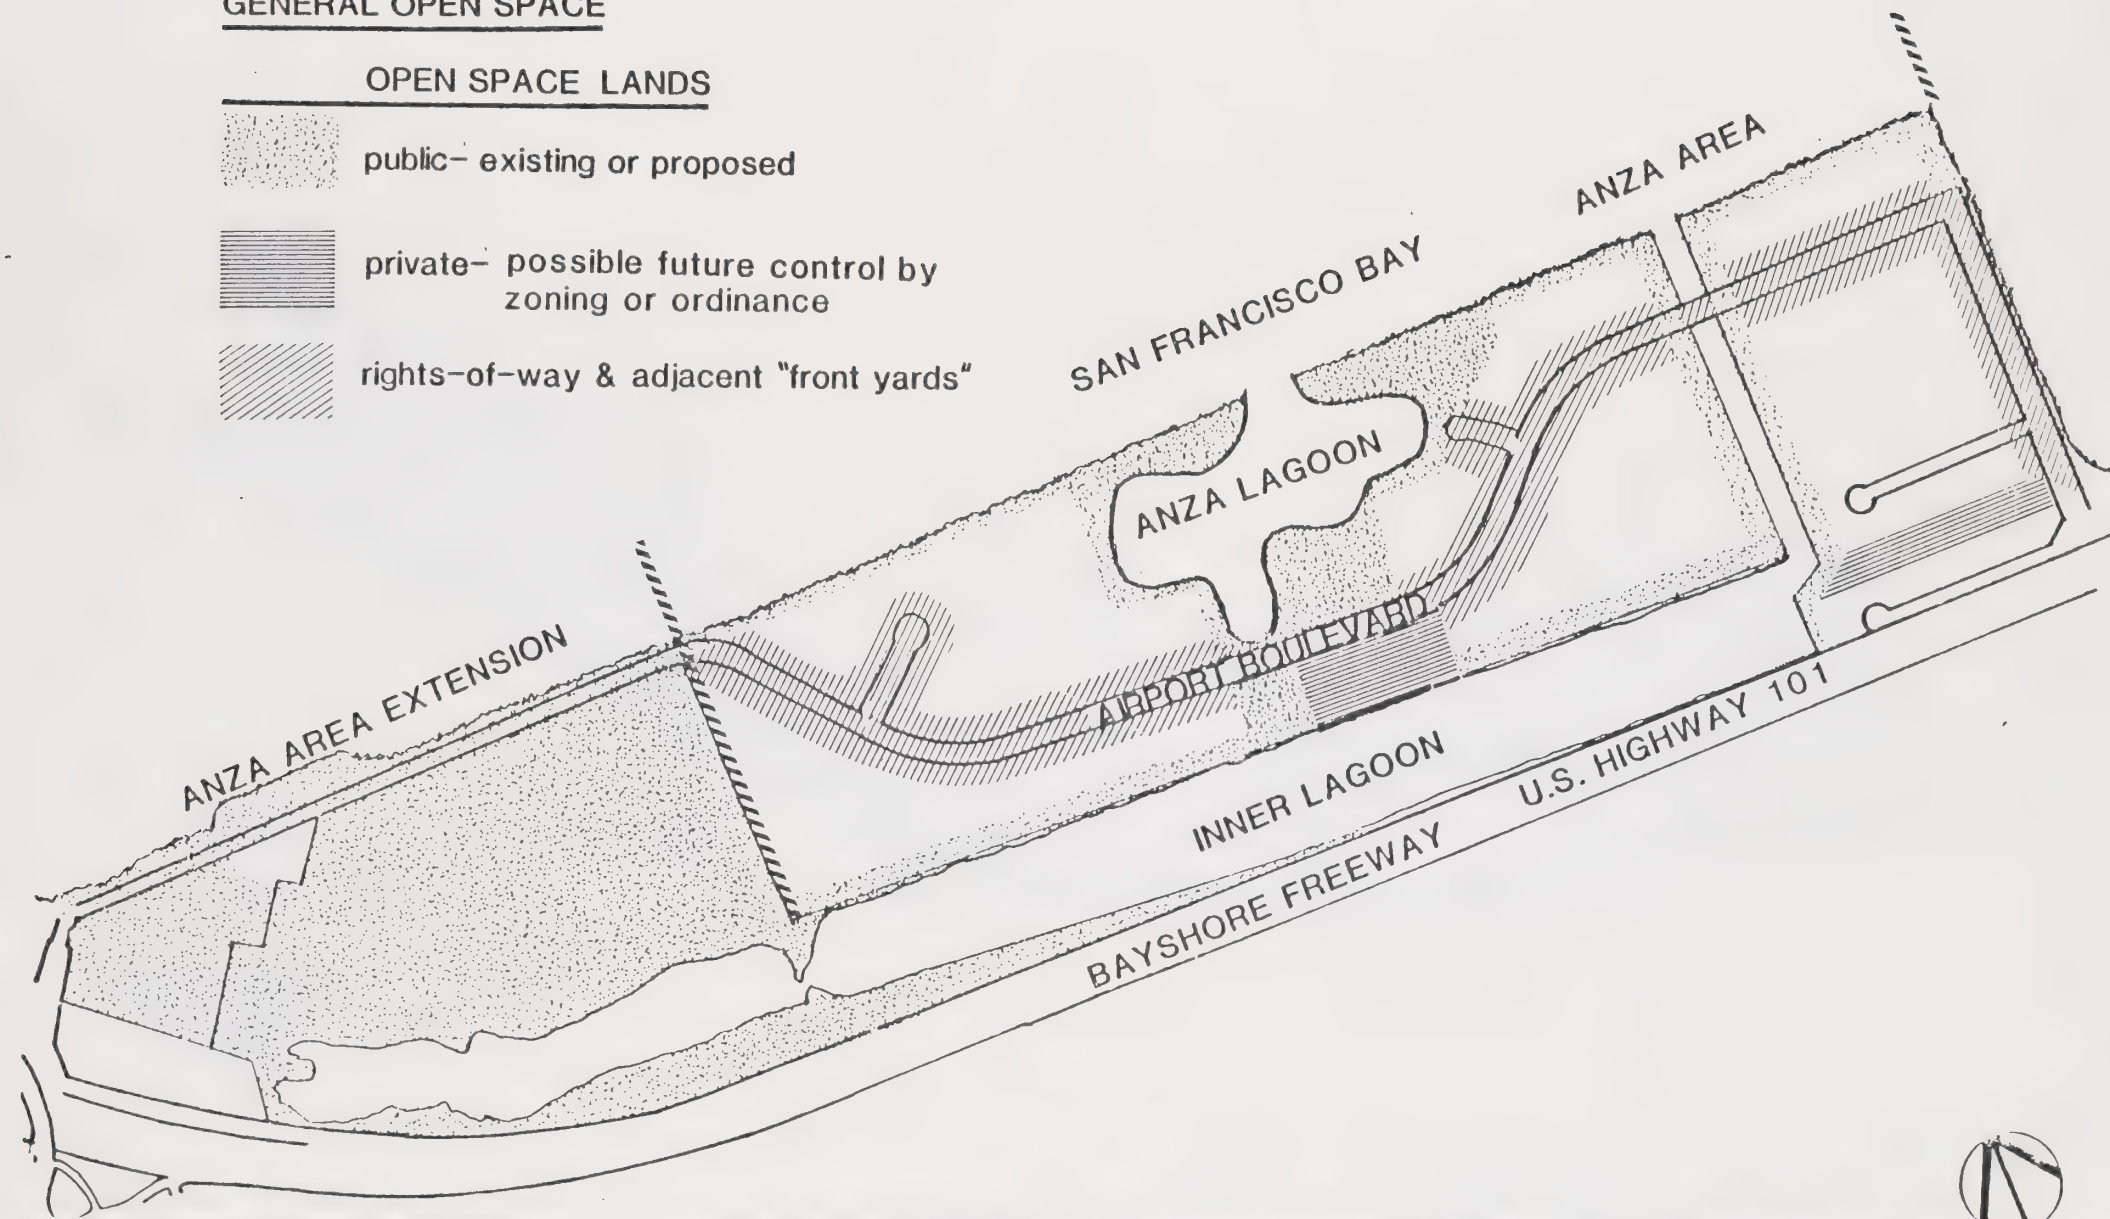 GENERAL OPEN SPACE
OPEN SPACE LANDS
public- existing or proposed
private- possible future control by
zoning or ordinance
rights-of-way & adjacent "front yards"
ANZA AREA
SAN FRANCISCO BAY
ANZA LAGOON
ANZA AREA EXTENSION
AIRPORT BOULEVARD
INNER LAGOON
U.S. HIGHWAY 101
BAYSHORE FREEWAY